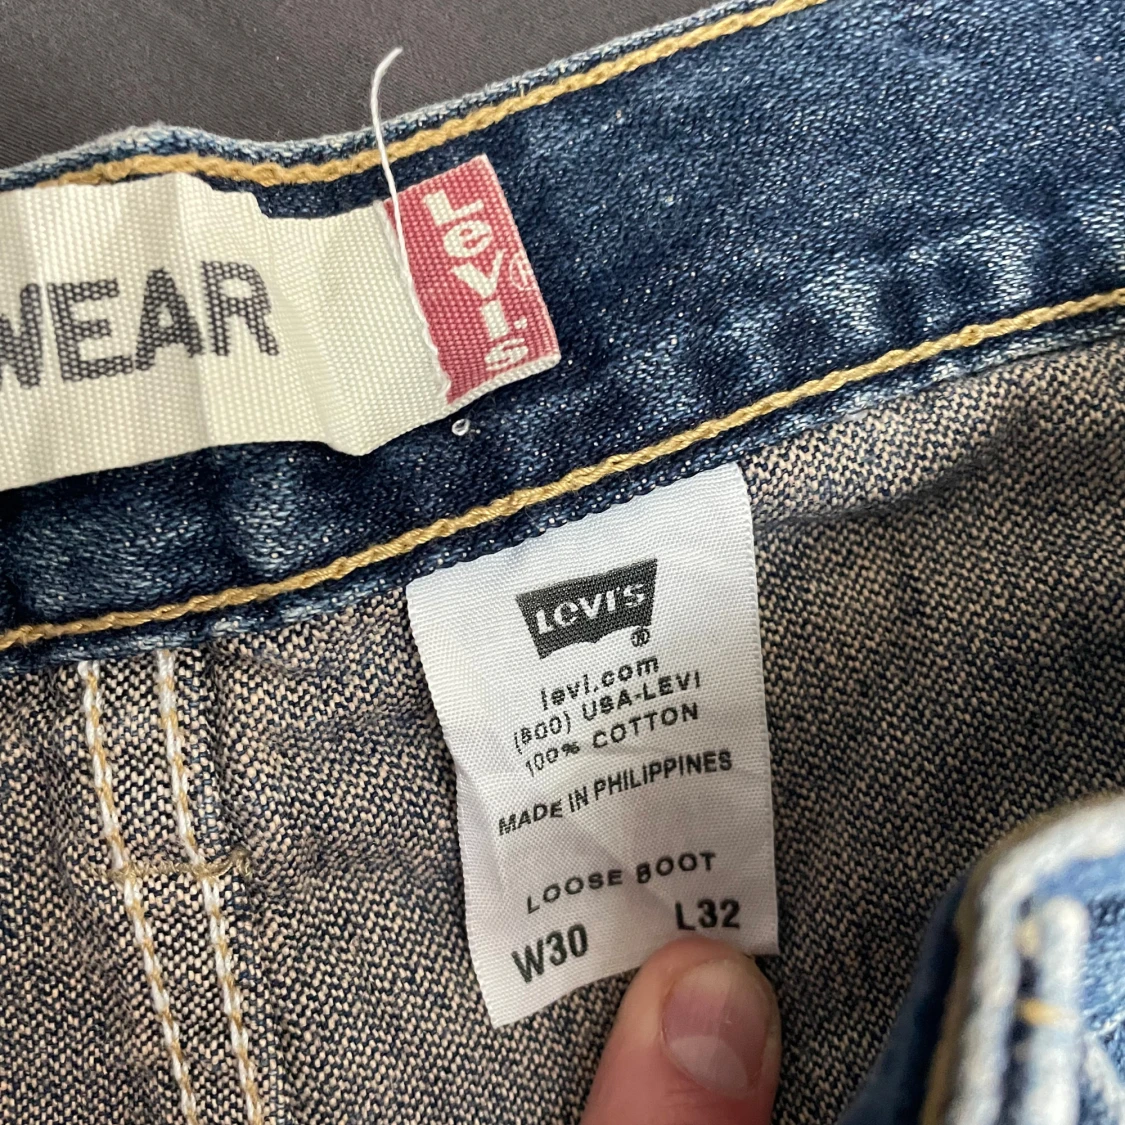 WEAR
Levi's®
Levi's®
levi.com
(800) USA-LEVI
100% COTTON
MADE IN PHILIPPINES
LOOSE BOOT
W30 L32